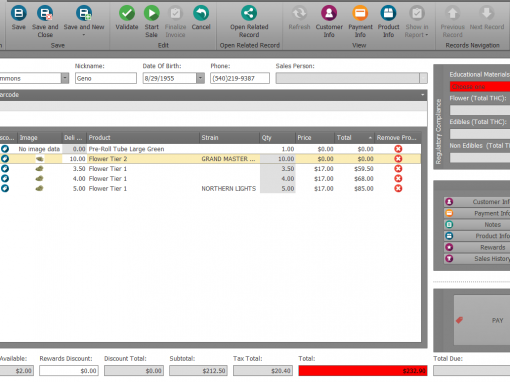 Save Save and Close Save and New Validate Start Sale Finalize Invoice Cancel Open Related Record Refresh Customer Info Payment Info Product Info Show in Report Previous Record Next Record
Save Edit Open Related Record View Records Navigation
Nickname: Date Of Birth: Phone: Sales Person:
mmons Geno 8/29/1955 (540)219-9387
arcode
Regulatory Compliance
Educational Materials
Flower (Total THC):
Edibles (Total THC):
Non Edibles (Total TH
sco... Image Deli ... Product Strain Qty Price Total Remove Pro...
No image data 0.00 Pre-Roll Tube Large Green 1.00 $0.00 $0.00
10.00 Flower Tier 2 GRAND MASTER ... 10.00 $0.00 $0.00
3.50 Flower Tier 1 3.50 $17.00 $59.50
4.00 Flower Tier 1 4.00 $17.00 $68.00
5.00 Flower Tier 1 NORTHERN LIGHTS 5.00 $17.00 $85.00
Customer Inf
Payment Info
Notes
Product Info
Rewards
Sales History
PAY
Available: Rewards Discount: Discount Total: Subtotal: Tax Total: Total: Total Due:
$2.00 $0.00 $0.00 $212.50 $20.40